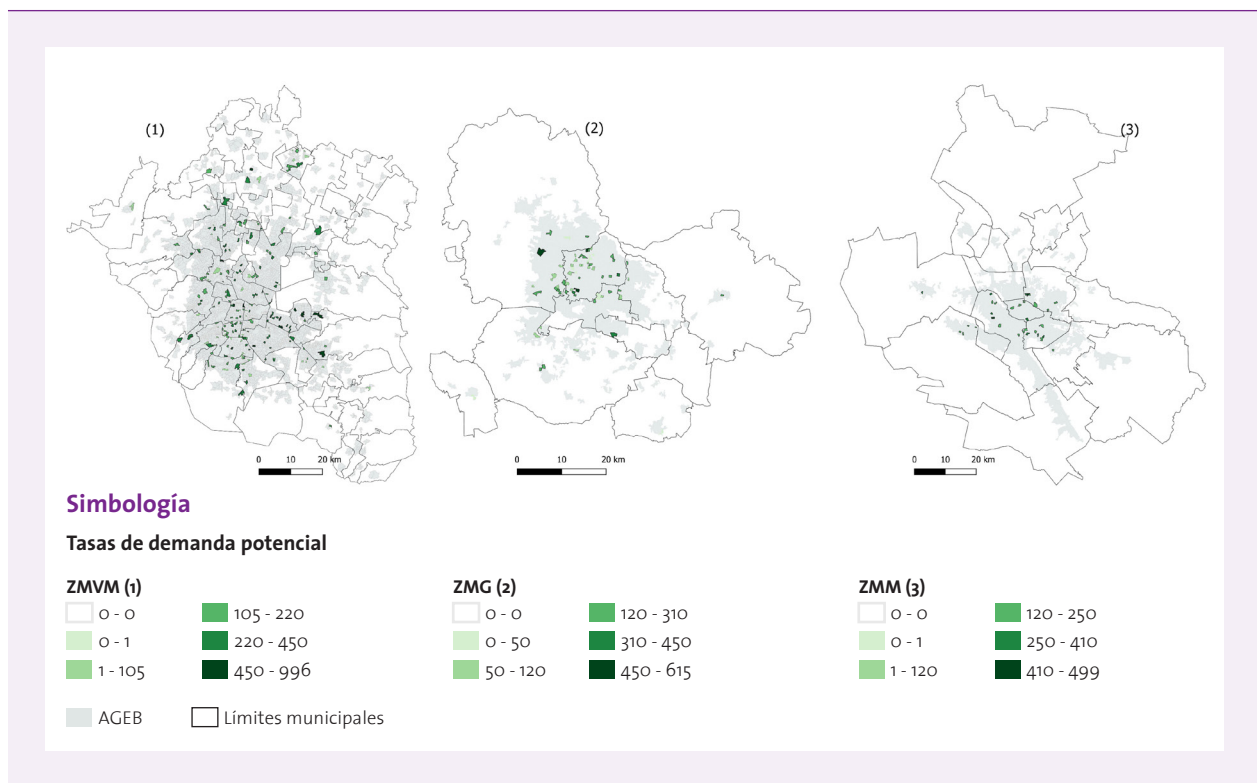 (1)
(2)
(3)
0 10 20 km
0 10 20 km
0 10 20 km
Simbología
Tasas de demanda potencial
ZMVM (1)
0 - 0
0 - 1
1 - 105
105 - 220
220 - 450
450 - 996
ZMG (2)
0 - 0
0 - 50
50 - 120
120 - 310
310 - 450
450 - 615
ZMM (3)
0 - 0
0 - 1
1 - 120
120 - 250
250 - 410
410 - 499
AGEB
Límites municipales